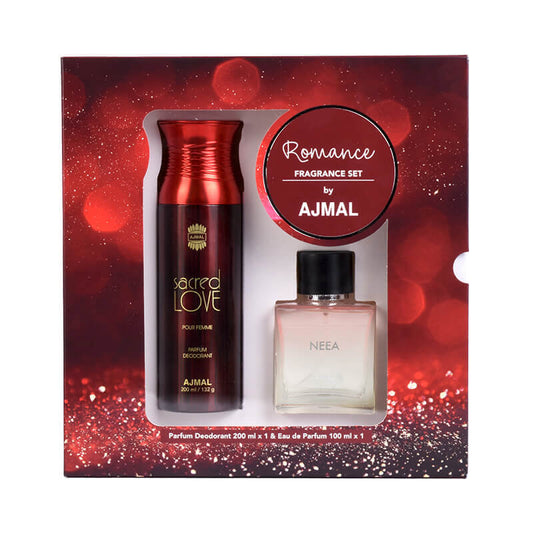 Romance
FRAGRANCE SET
by
AJMAL
AJMAL
sacred
LOVE
POUR FEMME
PARFUM
DEODORANT
AJMAL
200 ml / 132 g
NEEA
Parfum Deodorant 200 ml x 1 & Eau de Parfum 100 ml x 1